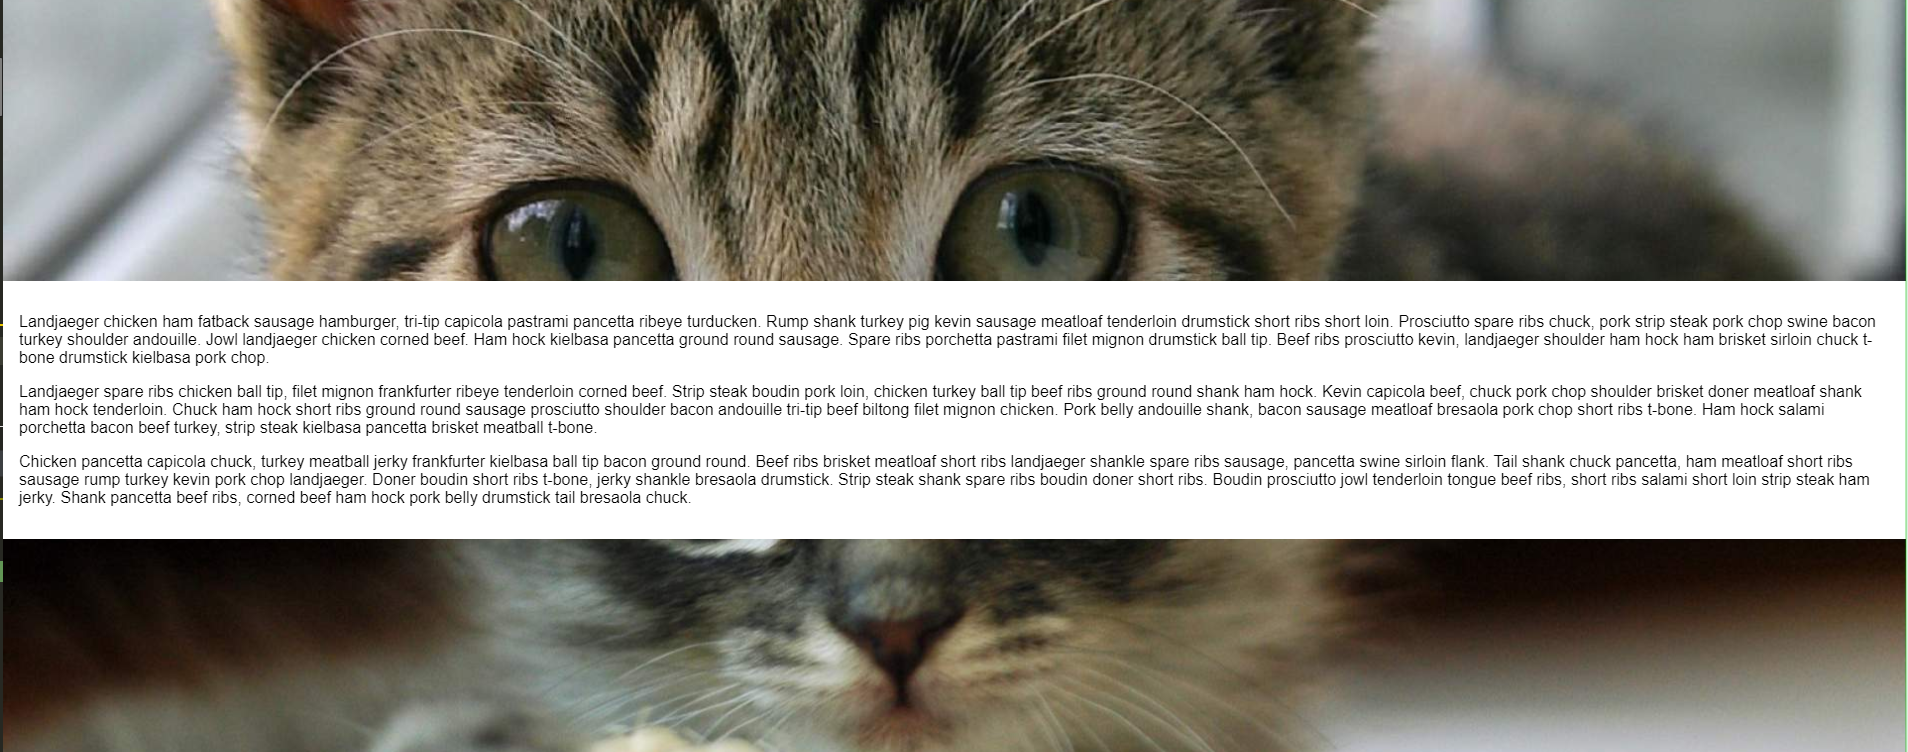 Landjaeger chicken ham fatback sausage hamburger, tri-tip capicola pastrami pancetta ribeye turducken. Rump shank turkey pig kevin sausage meatloaf tenderloin drumstick short ribs short loin. Prosciutto spare ribs chuck, pork strip steak pork chop swine bacon
turkey shoulder andouille. Jowl landjaeger chicken corned beef. Ham hock kielbasa pancetta ground round sausage. Spare ribs porchetta pastrami filet mignon drumstick ball tip. Beef ribs prosciutto kevin, landjaeger shoulder ham hock ham brisket sirloin chuck t-
bone drumstick kielbasa pork chop.
Landjaeger spare ribs chicken ball tip, filet mignon frankfurter ribeye tenderloin corned beef. Strip steak boudin pork loin, chicken turkey ball tip beef ribs ground round shank ham hock. Kevin capicola beef, chuck pork chop shoulder brisket doner meatloaf shank
ham hock tenderloin. Chuck ham hock short ribs ground round sausage prosciutto shoulder bacon andouille tri-tip beef biltong filet mignon chicken. Pork belly andouille shank, bacon sausage meatloaf bresaola pork chop short ribs t-bone. Ham hock salami
porchetta bacon beef turkey, strip steak kielbasa pancetta brisket meatball t-bone.
Chicken pancetta capicola chuck, turkey meatball jerky frankfurter kielbasa ball tip bacon ground round. Beef ribs brisket meatloaf short ribs landjaeger shankle spare ribs sausage, pancetta swine sirloin flank. Tail shank chuck pancetta, ham meatloaf short ribs
sausage rump turkey kevin pork chop landjaeger. Doner boudin short ribs t-bone, jerky shankle bresaola drumstick. Strip steak shank spare ribs boudin doner short ribs. Boudin prosciutto jowl tenderloin tongue beef ribs, short ribs salami short loin strip steak ham
jerky. Shank pancetta beef ribs, corned beef ham hock pork belly drumstick tail bresaola chuck.